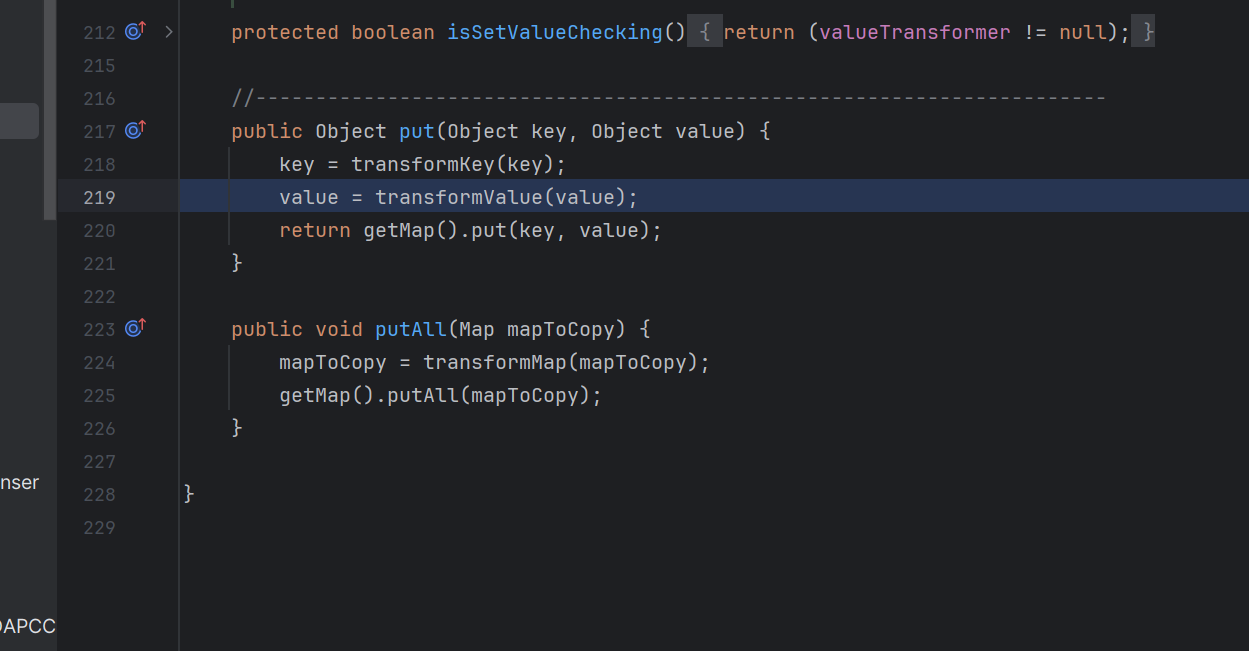 212 protected boolean isSetValueChecking() { return (valueTransformer != null); }
215
216 //-----------------------------------------------------------------------
217 public Object put(Object key, Object value) {
218 key = transformKey(key);
219 value = transformValue(value);
220 return getMap().put(key, value);
221 }
222
223 public void putAll(Map mapToCopy) {
224 mapToCopy = transformMap(mapToCopy);
225 getMap().putAll(mapToCopy);
226 }
227
nser
228 }
229
APCC